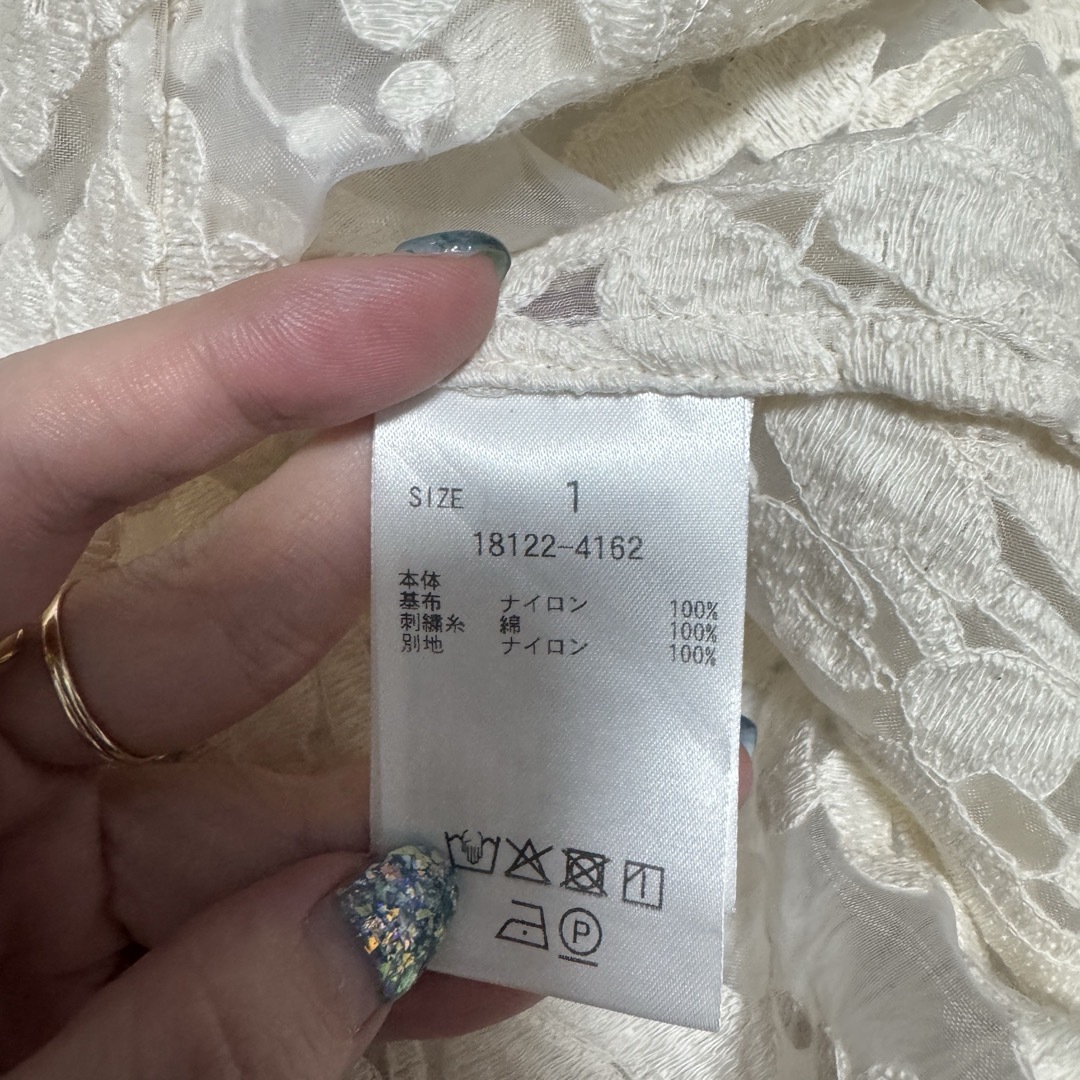 SIZE 1
18122-4162
本体
基布 ナイロン 100%
刺繍糸 綿 100%
別地 ナイロン 100%
P